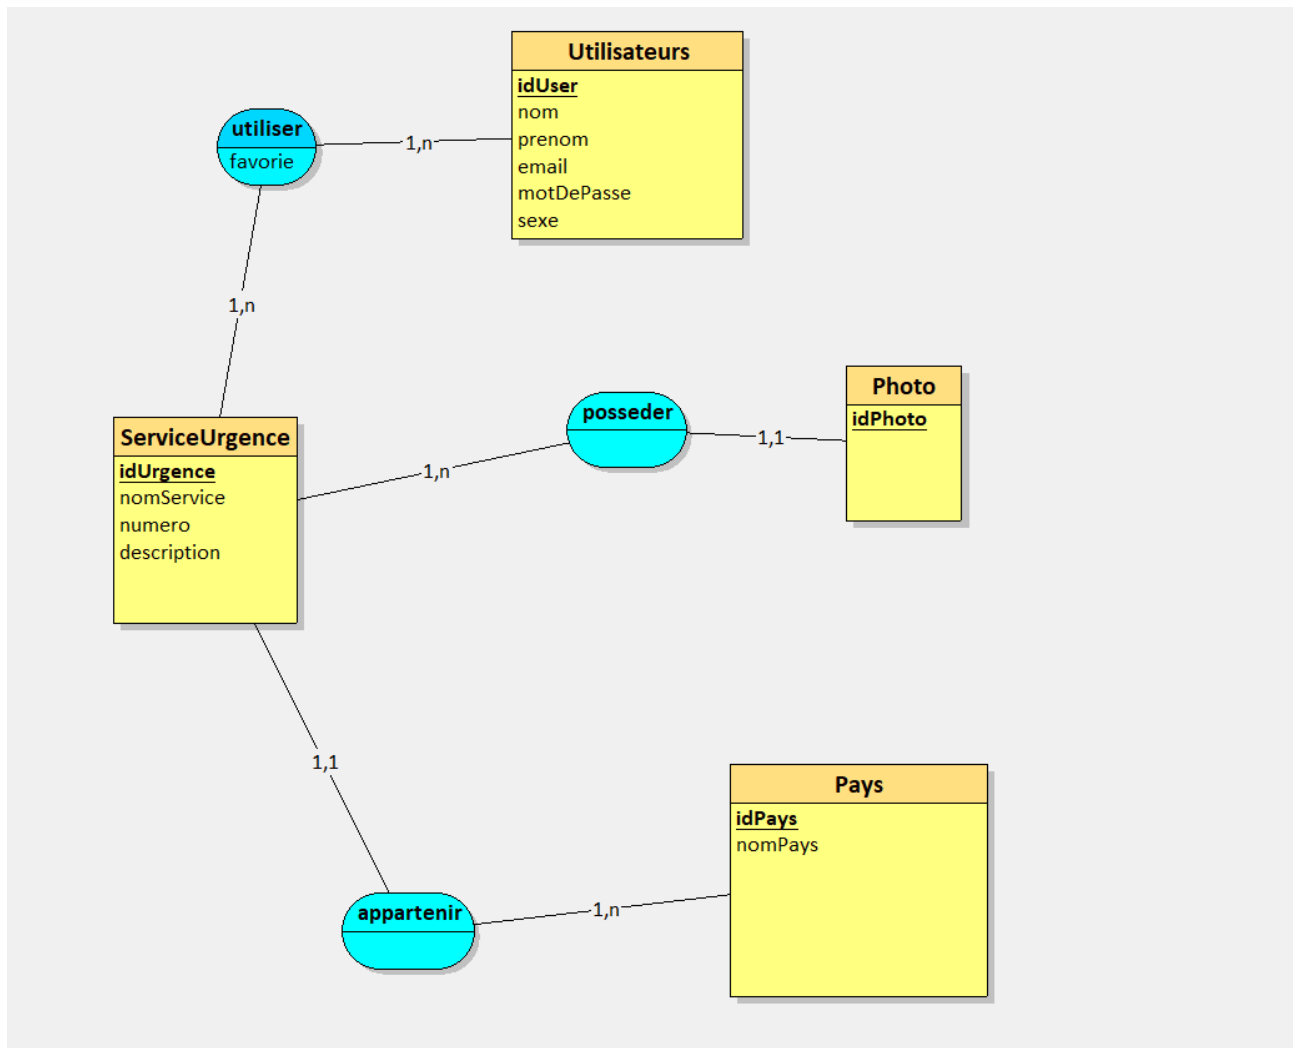 Utilisateurs
idUser
nom
prenom
email
motDePasse
sexe
utiliser
favorie
1,n
1,n
ServiceUrgence
idUrgence
nomService
numero
description
posseder
1,n
1,1
Photo
idPhoto
1,1
appartenir
1,n
Pays
idPays
nomPays